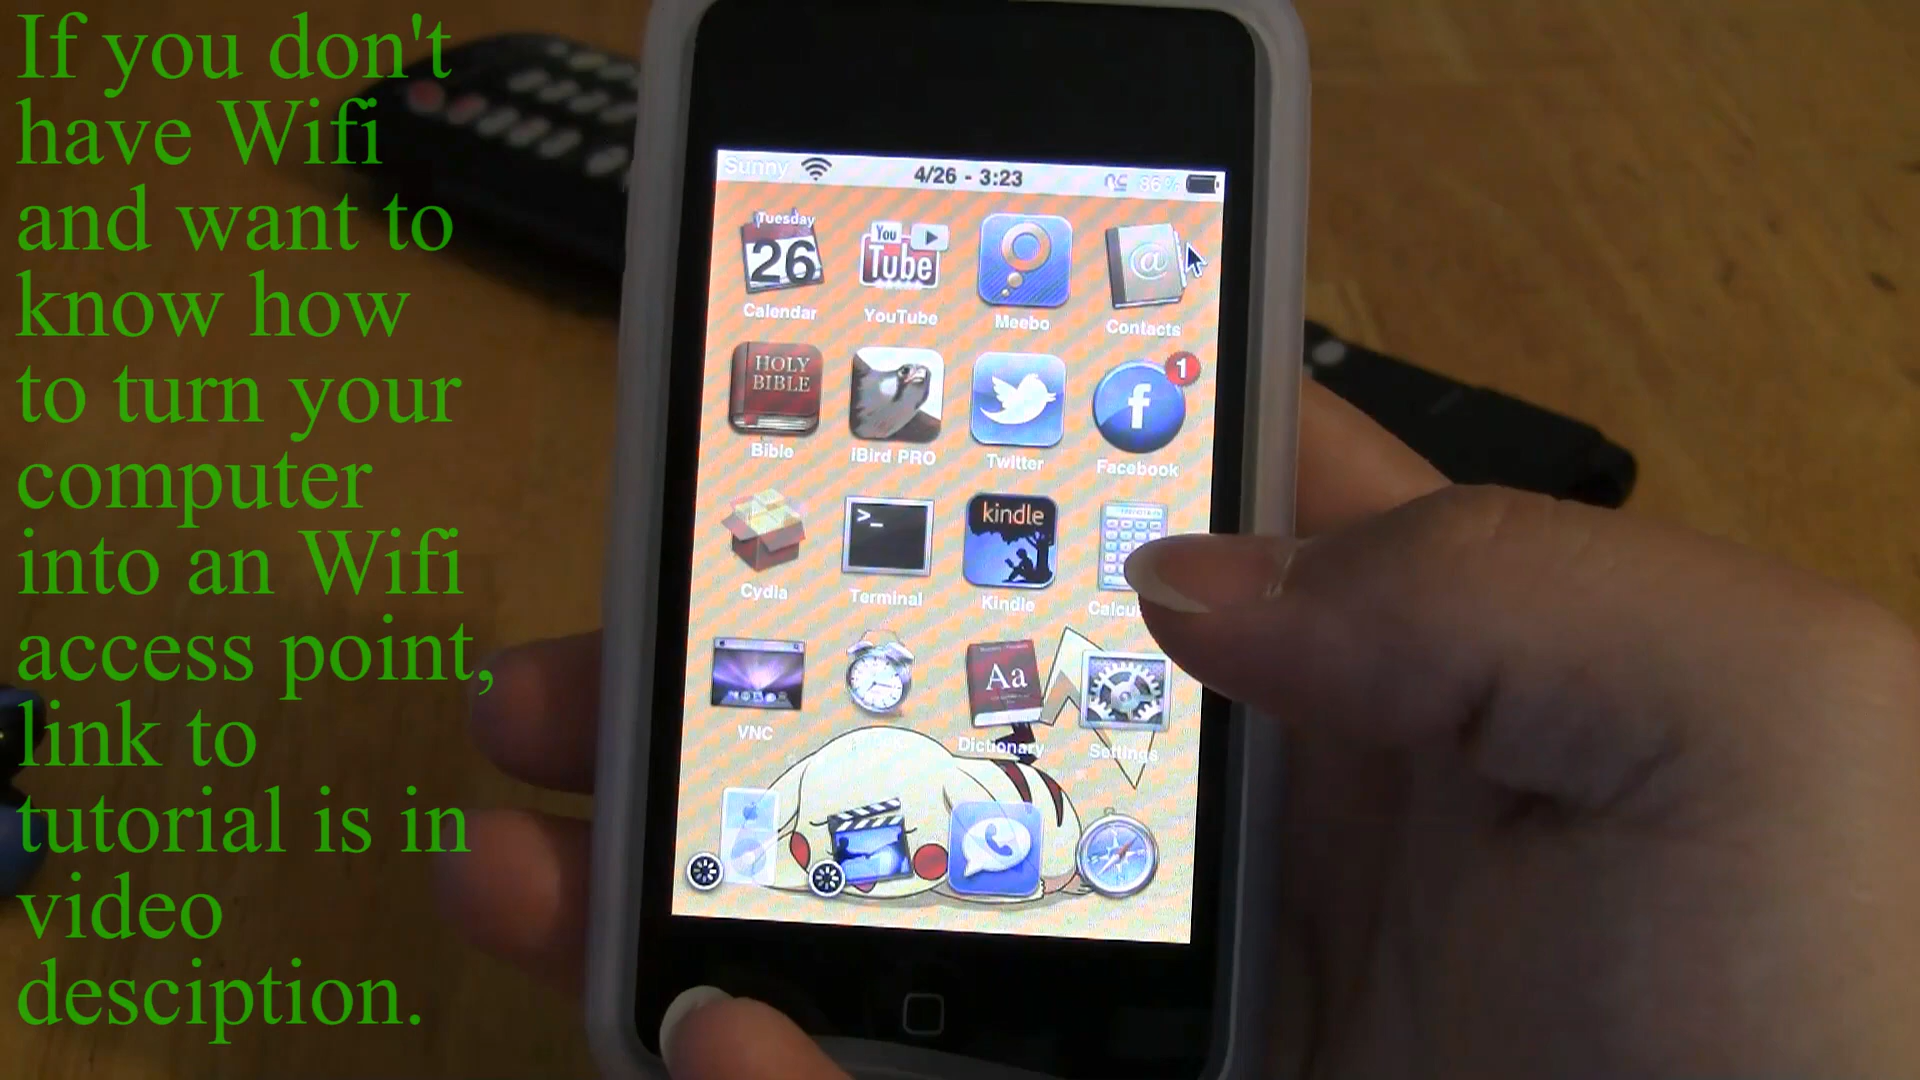 If you don't
have Wifi
and want to
know how
to turn your
computer
into an Wifi
access point,
link to
tutorial is in
video
desciption.
Sunny 4/26 - 3:23 86%
Tuesday
26
You
Tube
@
Calendar YouTube Meebo Contacts
HOLY
BIBLE
f
1
Bible iBird PRO Twitter Facebook
>_
kindle
Cydia Terminal Kindle Calcu
Aa
VNC Dictionary Settings